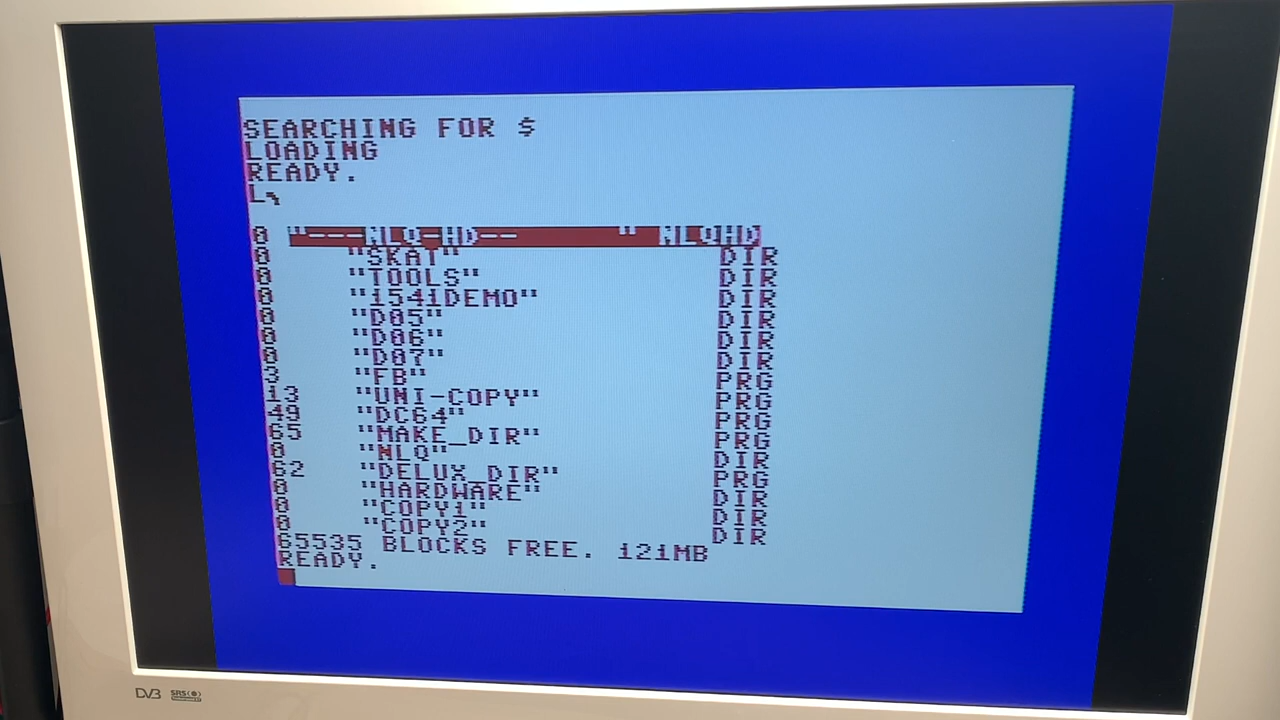 SEARCHING FOR $
LOADING
READY.
L
0 "---NLQ-HD-- " NLQHD
0 "SKAT" DIR
0 "TOOLS" DIR
0 "1541DEMO" DIR
0 "D05" DIR
0 "D06" DIR
0 "D07" DIR
3 "FB" PRG
13 "UNI-COPY" PRG
49 "DC64" PRG
65 "MAKE_DIR" PRG
0 "NLQ" DIR
62 "DELUX_DIR" PRG
0 "HARDWARE" DIR
0 "COPY1" DIR
0 "COPY2" DIR
65535 BLOCKS FREE. 121MB
READY.
DVB SRS